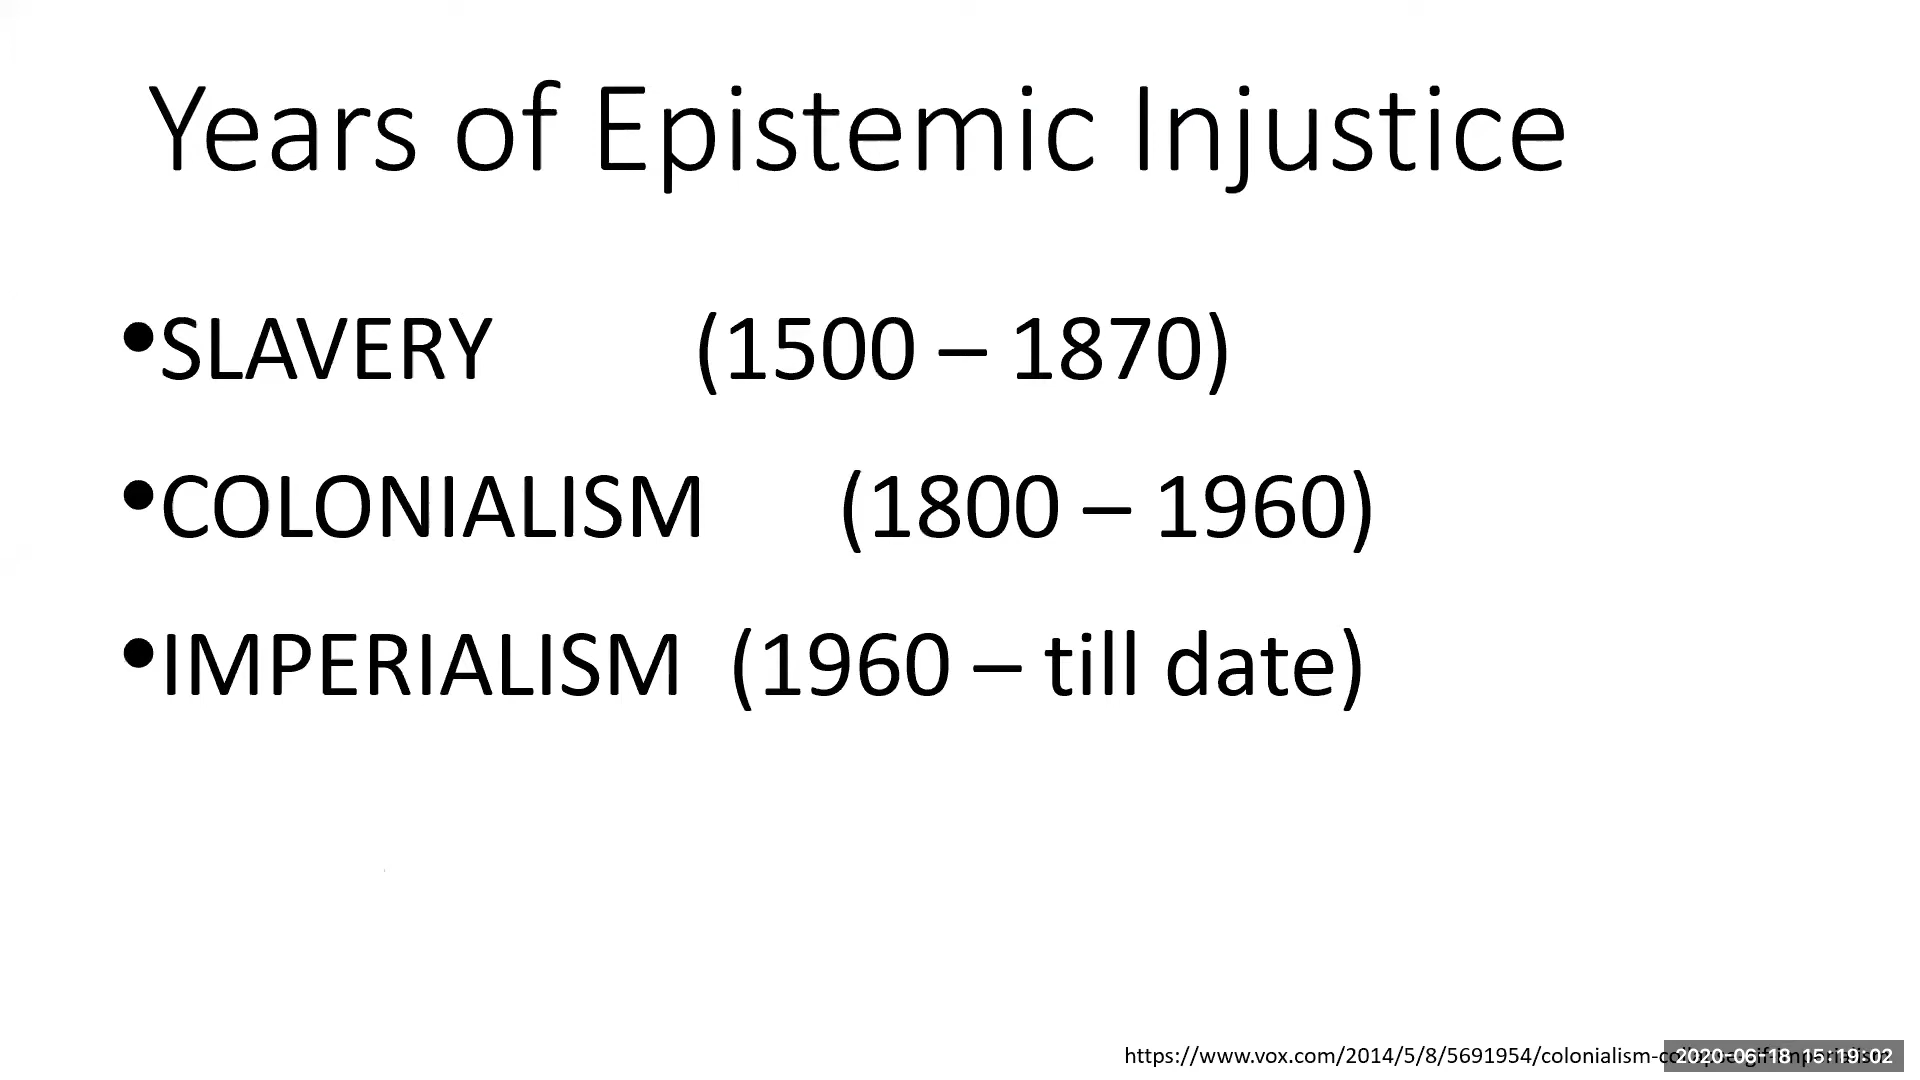 Years of Epistemic Injustice
•SLAVERY (1500 – 1870)
•COLONIALISM (1800 – 1960)
•IMPERIALISM (1960 – till date)
https://www.vox.com/2014/5/8/5691954/colonialism-
2020-06-18 15:19:02